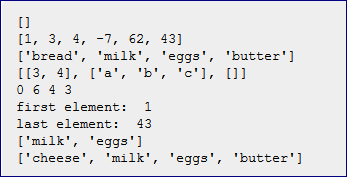 []
[1, 3, 4, -7, 62, 43]
['bread', 'milk', 'eggs', 'butter']
[[3, 4], ['a', 'b', 'c'], []]
0 6 4 3
first element:  1
last element:  43
['milk', 'eggs']
['cheese', 'milk', 'eggs', 'butter']